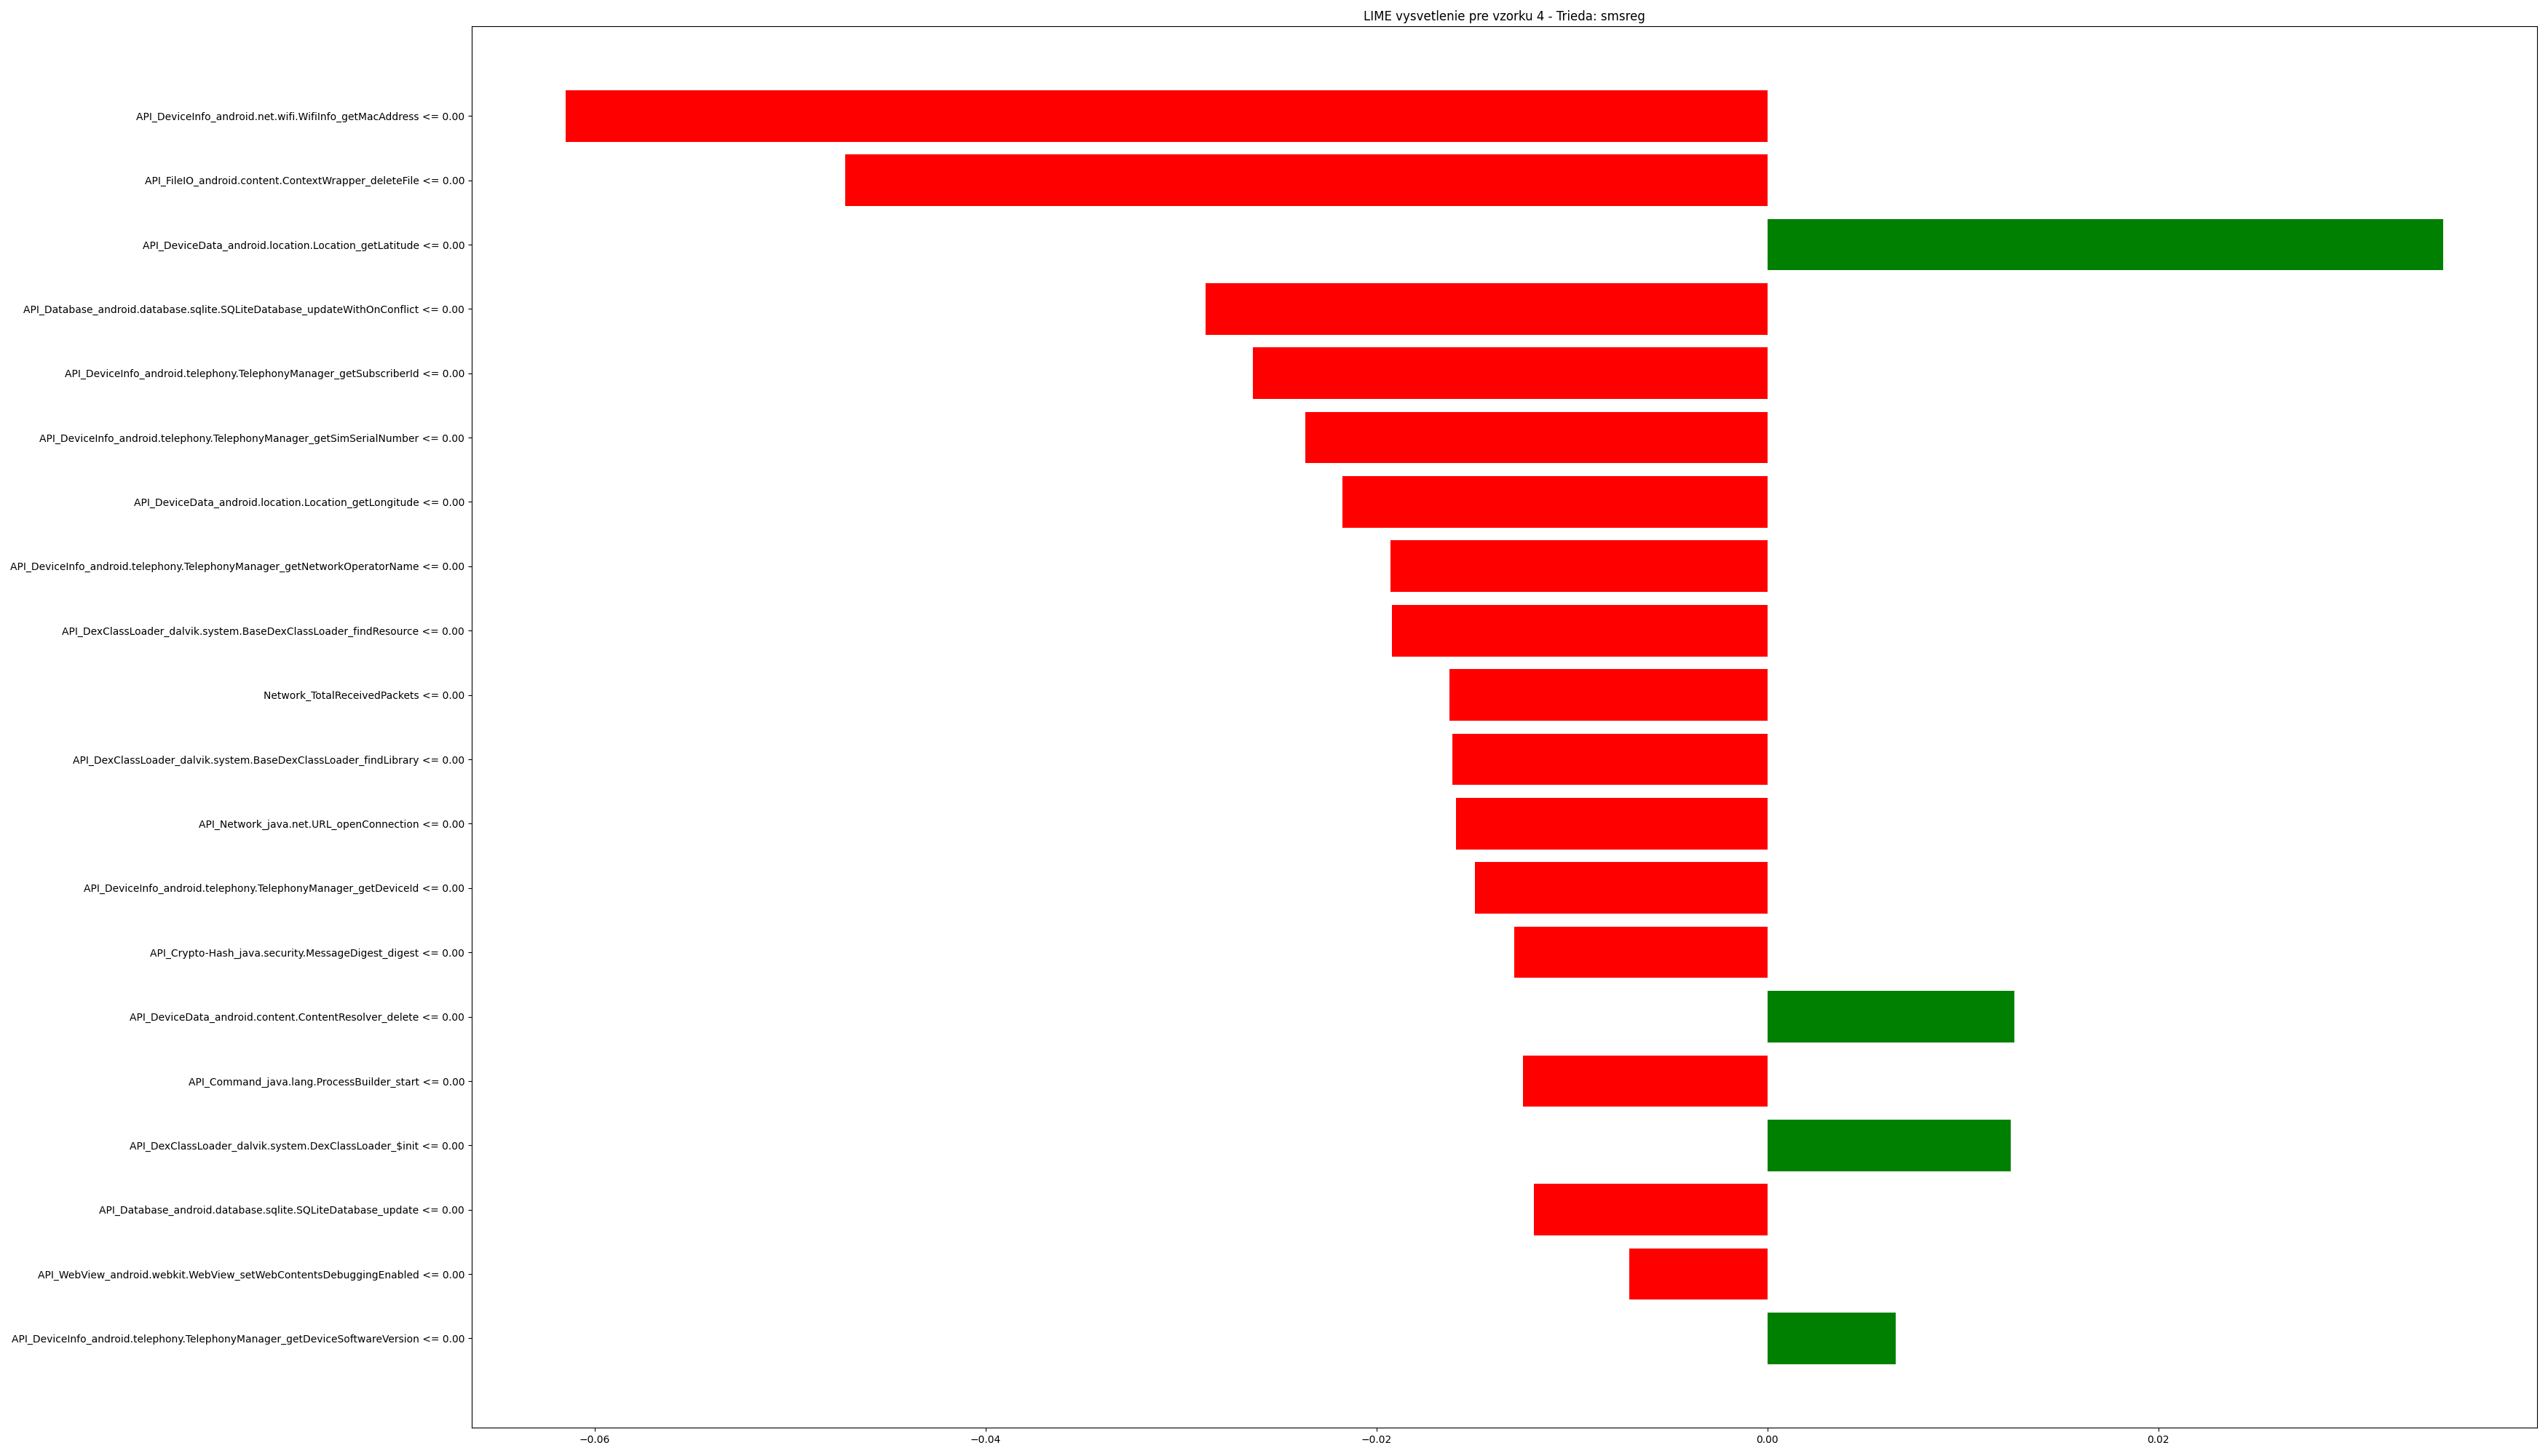 LIME vysvetlenie pre vzorku 4 - Trieda: smsreg
API_DeviceInfo_android.net.wifi.WifiInfo_getMacAddress <= 0.00
API_FileIO_android.content.ContextWrapper_deleteFile <= 0.00
API_DeviceData_android.location.Location_getLatitude <= 0.00
API_Database_android.database.sqlite.SQLiteDatabase_updateWithOnConflict <= 0.00
API_DeviceInfo_android.telephony.TelephonyManager_getSubscriberId <= 0.00
API_DeviceInfo_android.telephony.TelephonyManager_getSimSerialNumber <= 0.00
API_DeviceData_android.location.Location_getLongitude <= 0.00
API_DeviceInfo_android.telephony.TelephonyManager_getNetworkOperatorName <= 0.00
API_DexClassLoader_dalvik.system.BaseDexClassLoader_findResource <= 0.00
Network_TotalReceivedPackets <= 0.00
API_DexClassLoader_dalvik.system.BaseDexClassLoader_findLibrary <= 0.00
API_Network_java.net.URL_openConnection <= 0.00
API_DeviceInfo_android.telephony.TelephonyManager_getDeviceId <= 0.00
API_Crypto-Hash_java.security.MessageDigest_digest <= 0.00
API_DeviceData_android.content.ContentResolver_delete <= 0.00
API_Command_java.lang.ProcessBuilder_start <= 0.00
API_DexClassLoader_dalvik.system.DexClassLoader_$init <= 0.00
API_Database_android.database.sqlite.SQLiteDatabase_update <= 0.00
API_WebView_android.webkit.WebView_setWebContentsDebuggingEnabled <= 0.00
API_DeviceInfo_android.telephony.TelephonyManager_getDeviceSoftwareVersion <= 0.00
−0.06 −0.04 −0.02 0.00 0.02